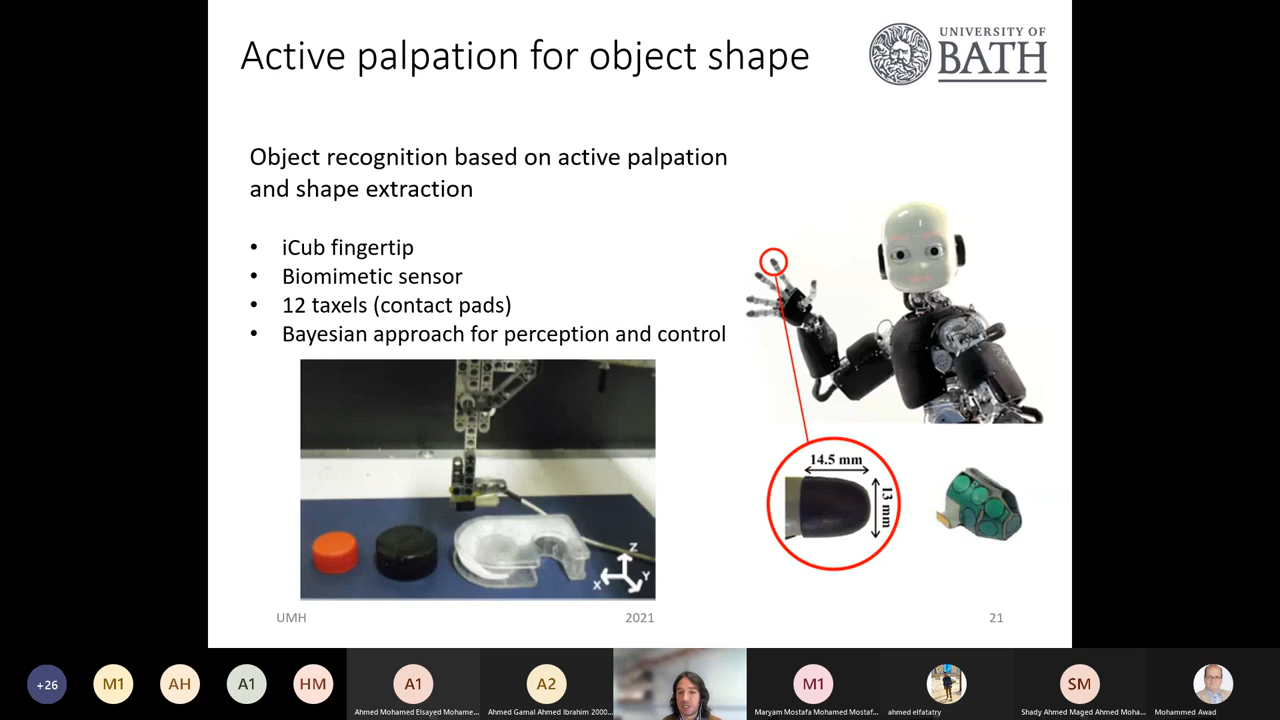 Active palpation for object shape
UNIVERSITY OF
BATH
Object recognition based on active palpation
and shape extraction
• iCub fingertip
• Biomimetic sensor
• 12 taxels (contact pads)
• Bayesian approach for perception and control
14.5 mm
13 mm
Z
X
Y
UMH
2021
21
+26
M1
AH
A1
HM
A1
Ahmed Mohamed Elsayed Mohame...
A2
Ahmed Gamal Ahmed Ibrahim 2000...
M1
Maryam Mostafa Mohamed Mostaf...
ahmed elfatatry
SM
Shady Ahmed Maged Ahmed Moha...
Mohammed Awad